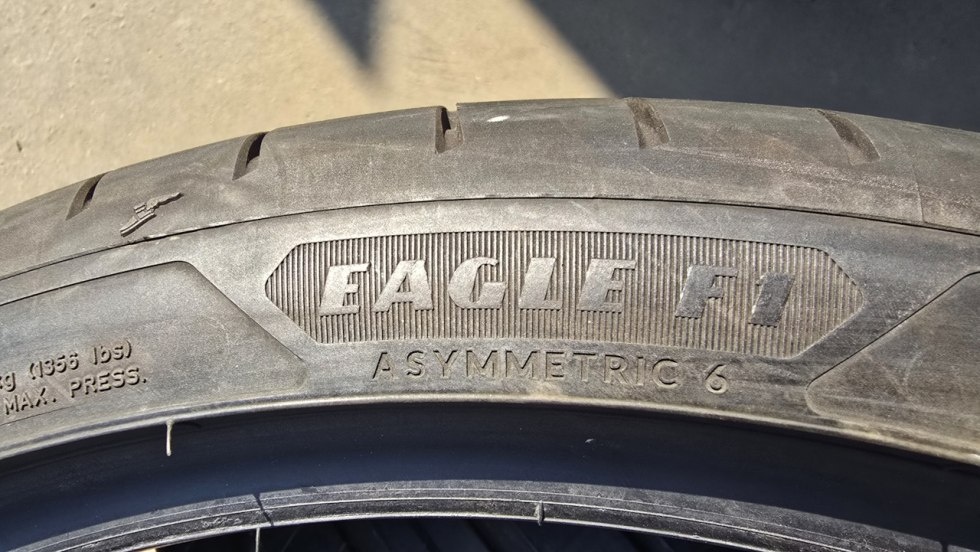 EAGLE F1
ASYMMETRIC 6
(1356 lbs)
MAX. PRESS.